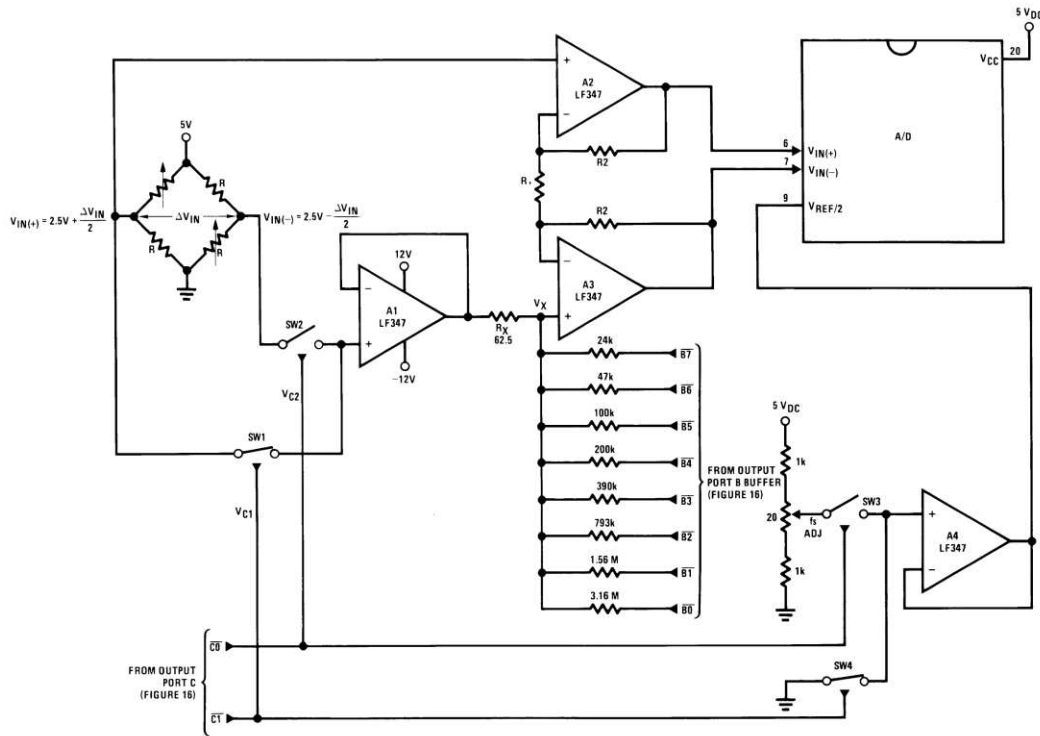 5 VDC
20
VCC
A/D
A2
LF347
+
−
R2
R
R2
6
VIN(+)
7
VIN(−)
9
VREF/2
5V
R
R
R
VIN(+) = 2.5V + ΔVIN/2
ΔVIN
VIN(−) = 2.5V − ΔVIN/2
−
+
A3
LF347
12V
−
A1
LF347
+
−12V
SW2
RX
62.5
VX
VC2
24k
B7
47k
B6
100k
B5
200k
B4
390k
B3
793k
B2
1.56 M
B1
3.16 M
B0
FROM OUTPUT
PORT B BUFFER
(FIGURE 16)
5 VDC
1k
20
fs
ADJ
SW3
1k
+
A4
LF347
−
SW1
VC1
SW4
FROM OUTPUT
PORT C
(FIGURE 16)
C0
C1